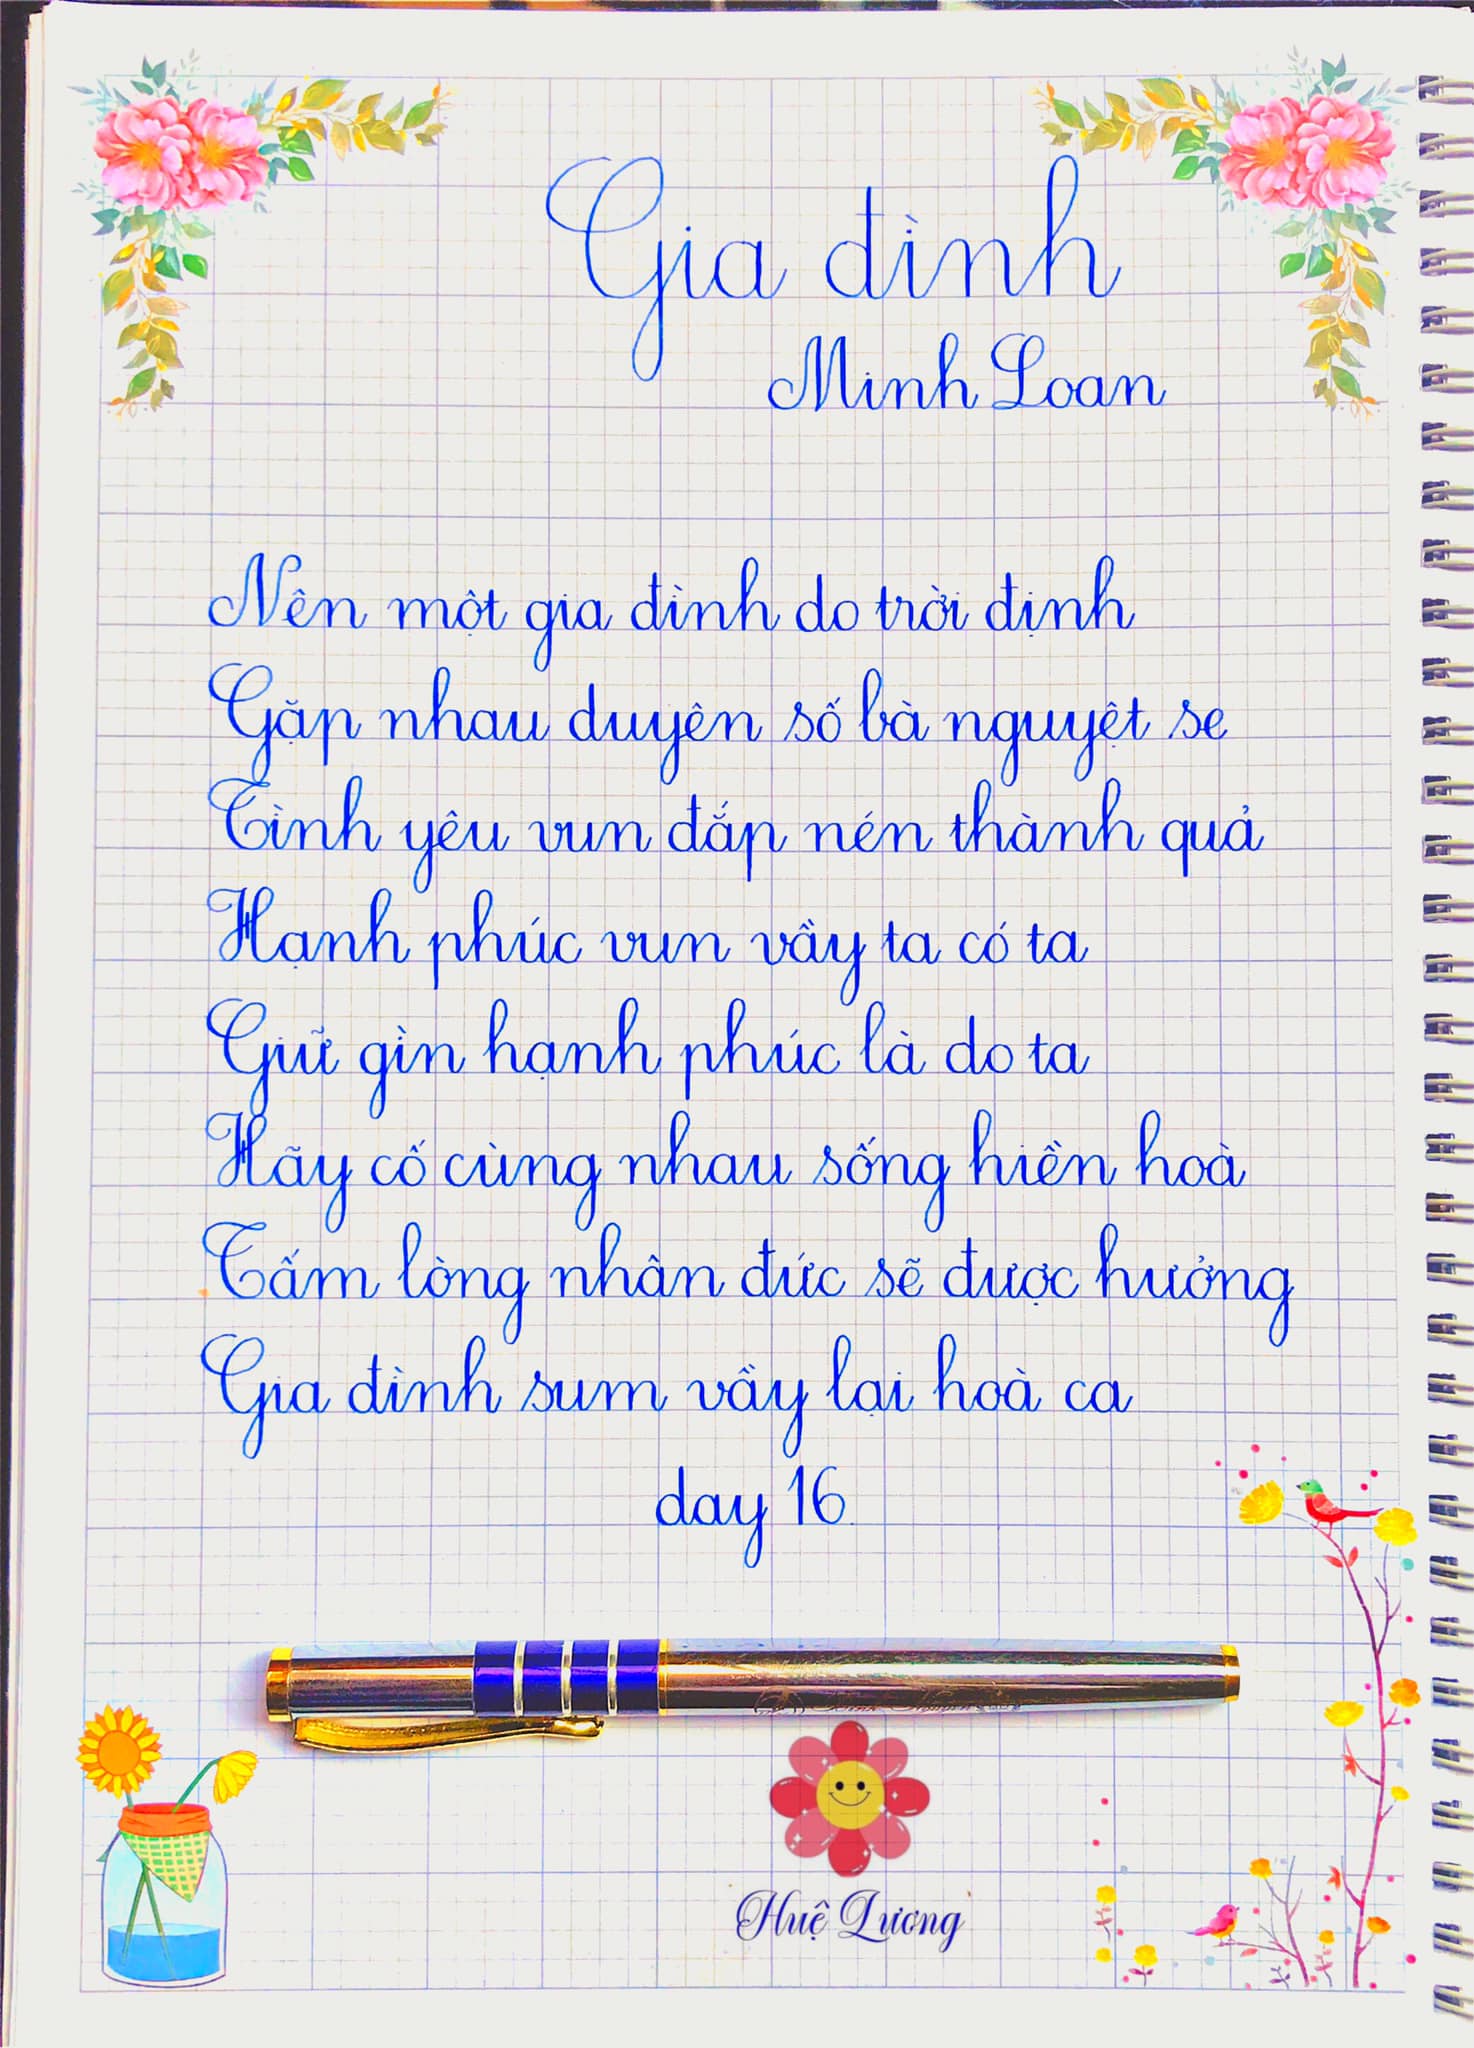 Gia đình
Minh Loan
Nên một gia đình do trời định
Gặp nhau duyên số bà nguyệt se
Tình yêu vun đắp nén thành quả
Hạnh phúc vun vầy ta có ta
Giữ gìn hạnh phúc là do ta
Hãy cố cùng nhau sống hiền hoà
Tấm lòng nhân đức sẽ được hưởng
Gia đình sum vầy lại hoà ca
day 16
Huệ Lương